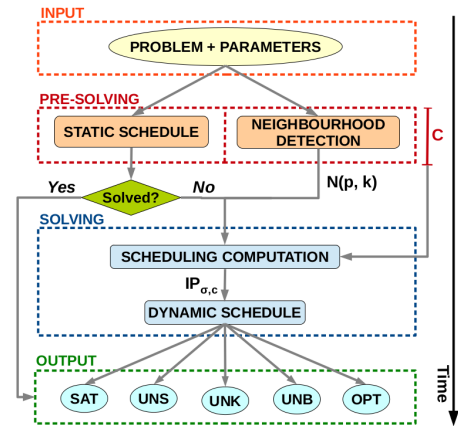 INPUT
PROBLEM + PARAMETERS
PRE-SOLVING
STATIC SCHEDULE
NEIGHBOURHOOD
DETECTION
C
Yes
Solved?
No
N(p, k)
SOLVING
SCHEDULING COMPUTATION
IPσ,c
DYNAMIC SCHEDULE
OUTPUT
SAT
UNS
UNK
UNB
OPT
Time